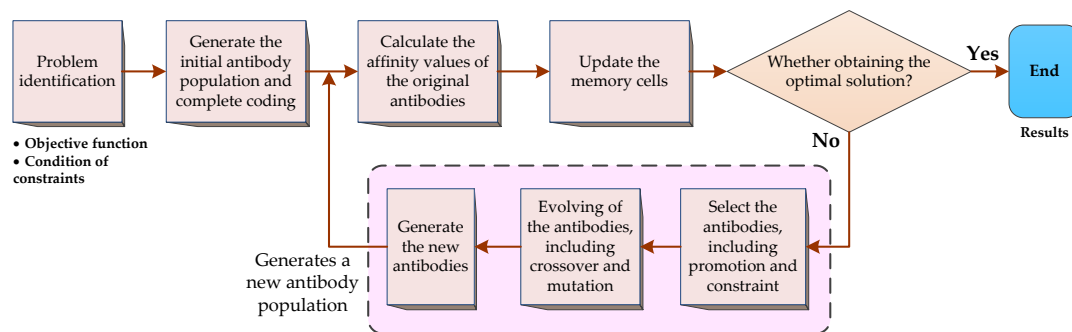 Problem
identification
• Objective function
• Condition of
constraints
Generate the
initial antibody
population and
complete coding
Calculate the
affinity values of
the original
antibodies
Update the
memory cells
Whether obtaining the
optimal solution?
Yes
End
Results
No
Select the
antibodies,
including
promotion and
constraint
Evolving of
the antibodies,
including
crossover and
mutation
Generate
the new
antibodies
Generates a
new antibody
population